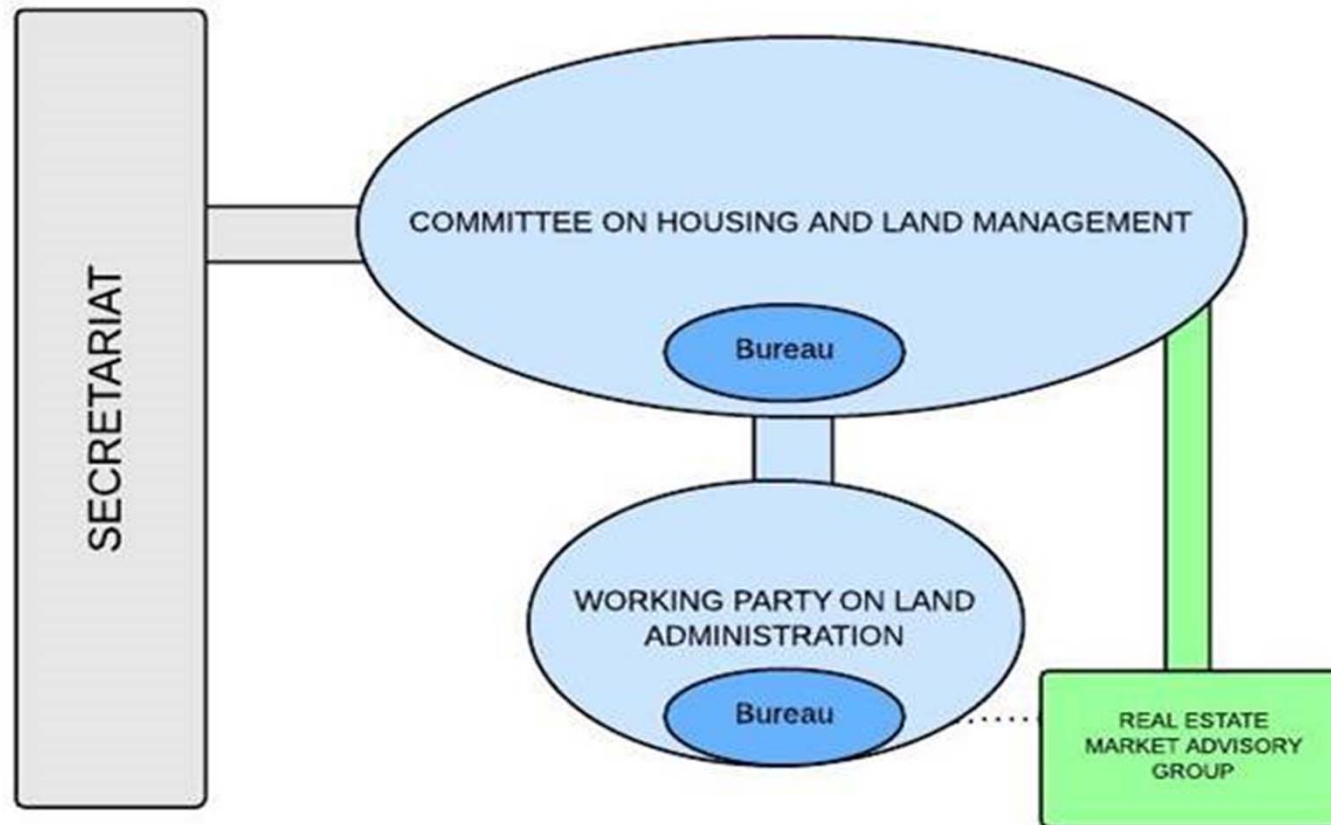 SECRETARIAT
COMMITTEE ON HOUSING AND LAND MANAGEMENT
Bureau
WORKING PARTY ON LAND
ADMINISTRATION
Bureau
REAL ESTATE
MARKET ADVISORY
GROUP